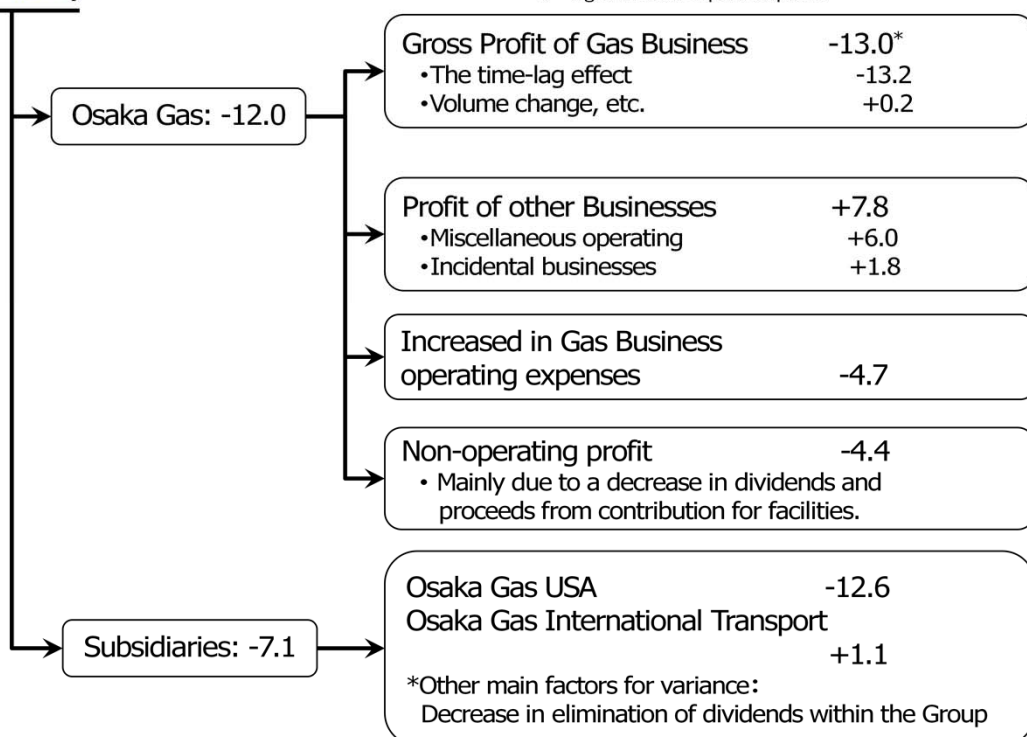 Gross Profit of Gas Business -13.0*
•The time-lag effect -13.2
•Volume change, etc. +0.2
Osaka Gas: -12.0
Profit of other Businesses +7.8
•Miscellaneous operating +6.0
•Incidental businesses +1.8
Increased in Gas Business
operating expenses -4.7
Non-operating profit -4.4
• Mainly due to a decrease in dividends and
proceeds from contribution for facilities.
Osaka Gas USA -12.6
Osaka Gas International Transport
+1.1
Subsidiaries: -7.1
*Other main factors for variance:
Decrease in elimination of dividends within the Group